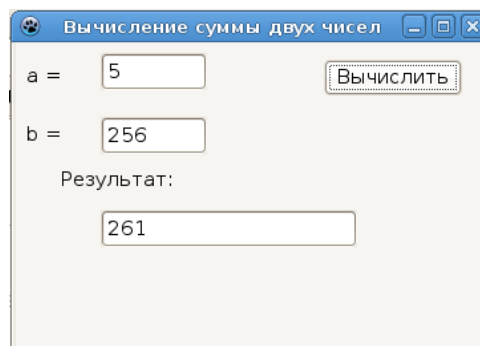 Вычисление суммы двух чисел
a = 5 Вычислить
b = 256
Результат:
261